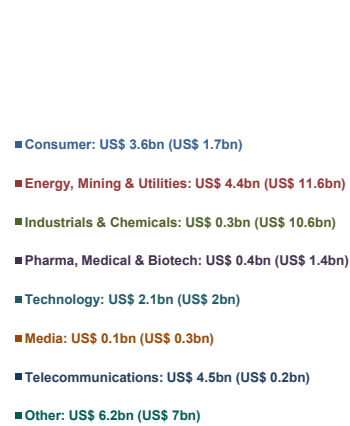 Consumer: US$ 3.6bn (US$ 1.7bn)
Energy, Mining & Utilities: US$ 4.4bn (US$ 11.6bn)
Industrials & Chemicals: US$ 0.3bn (US$ 10.6bn)
Pharma, Medical & Biotech: US$ 0.4bn (US$ 1.4bn)
Technology: US$ 2.1bn (US$ 2bn)
Media: US$ 0.1bn (US$ 0.3bn)
Telecommunications: US$ 4.5bn (US$ 0.2bn)
Other: US$ 6.2bn (US$ 7bn)